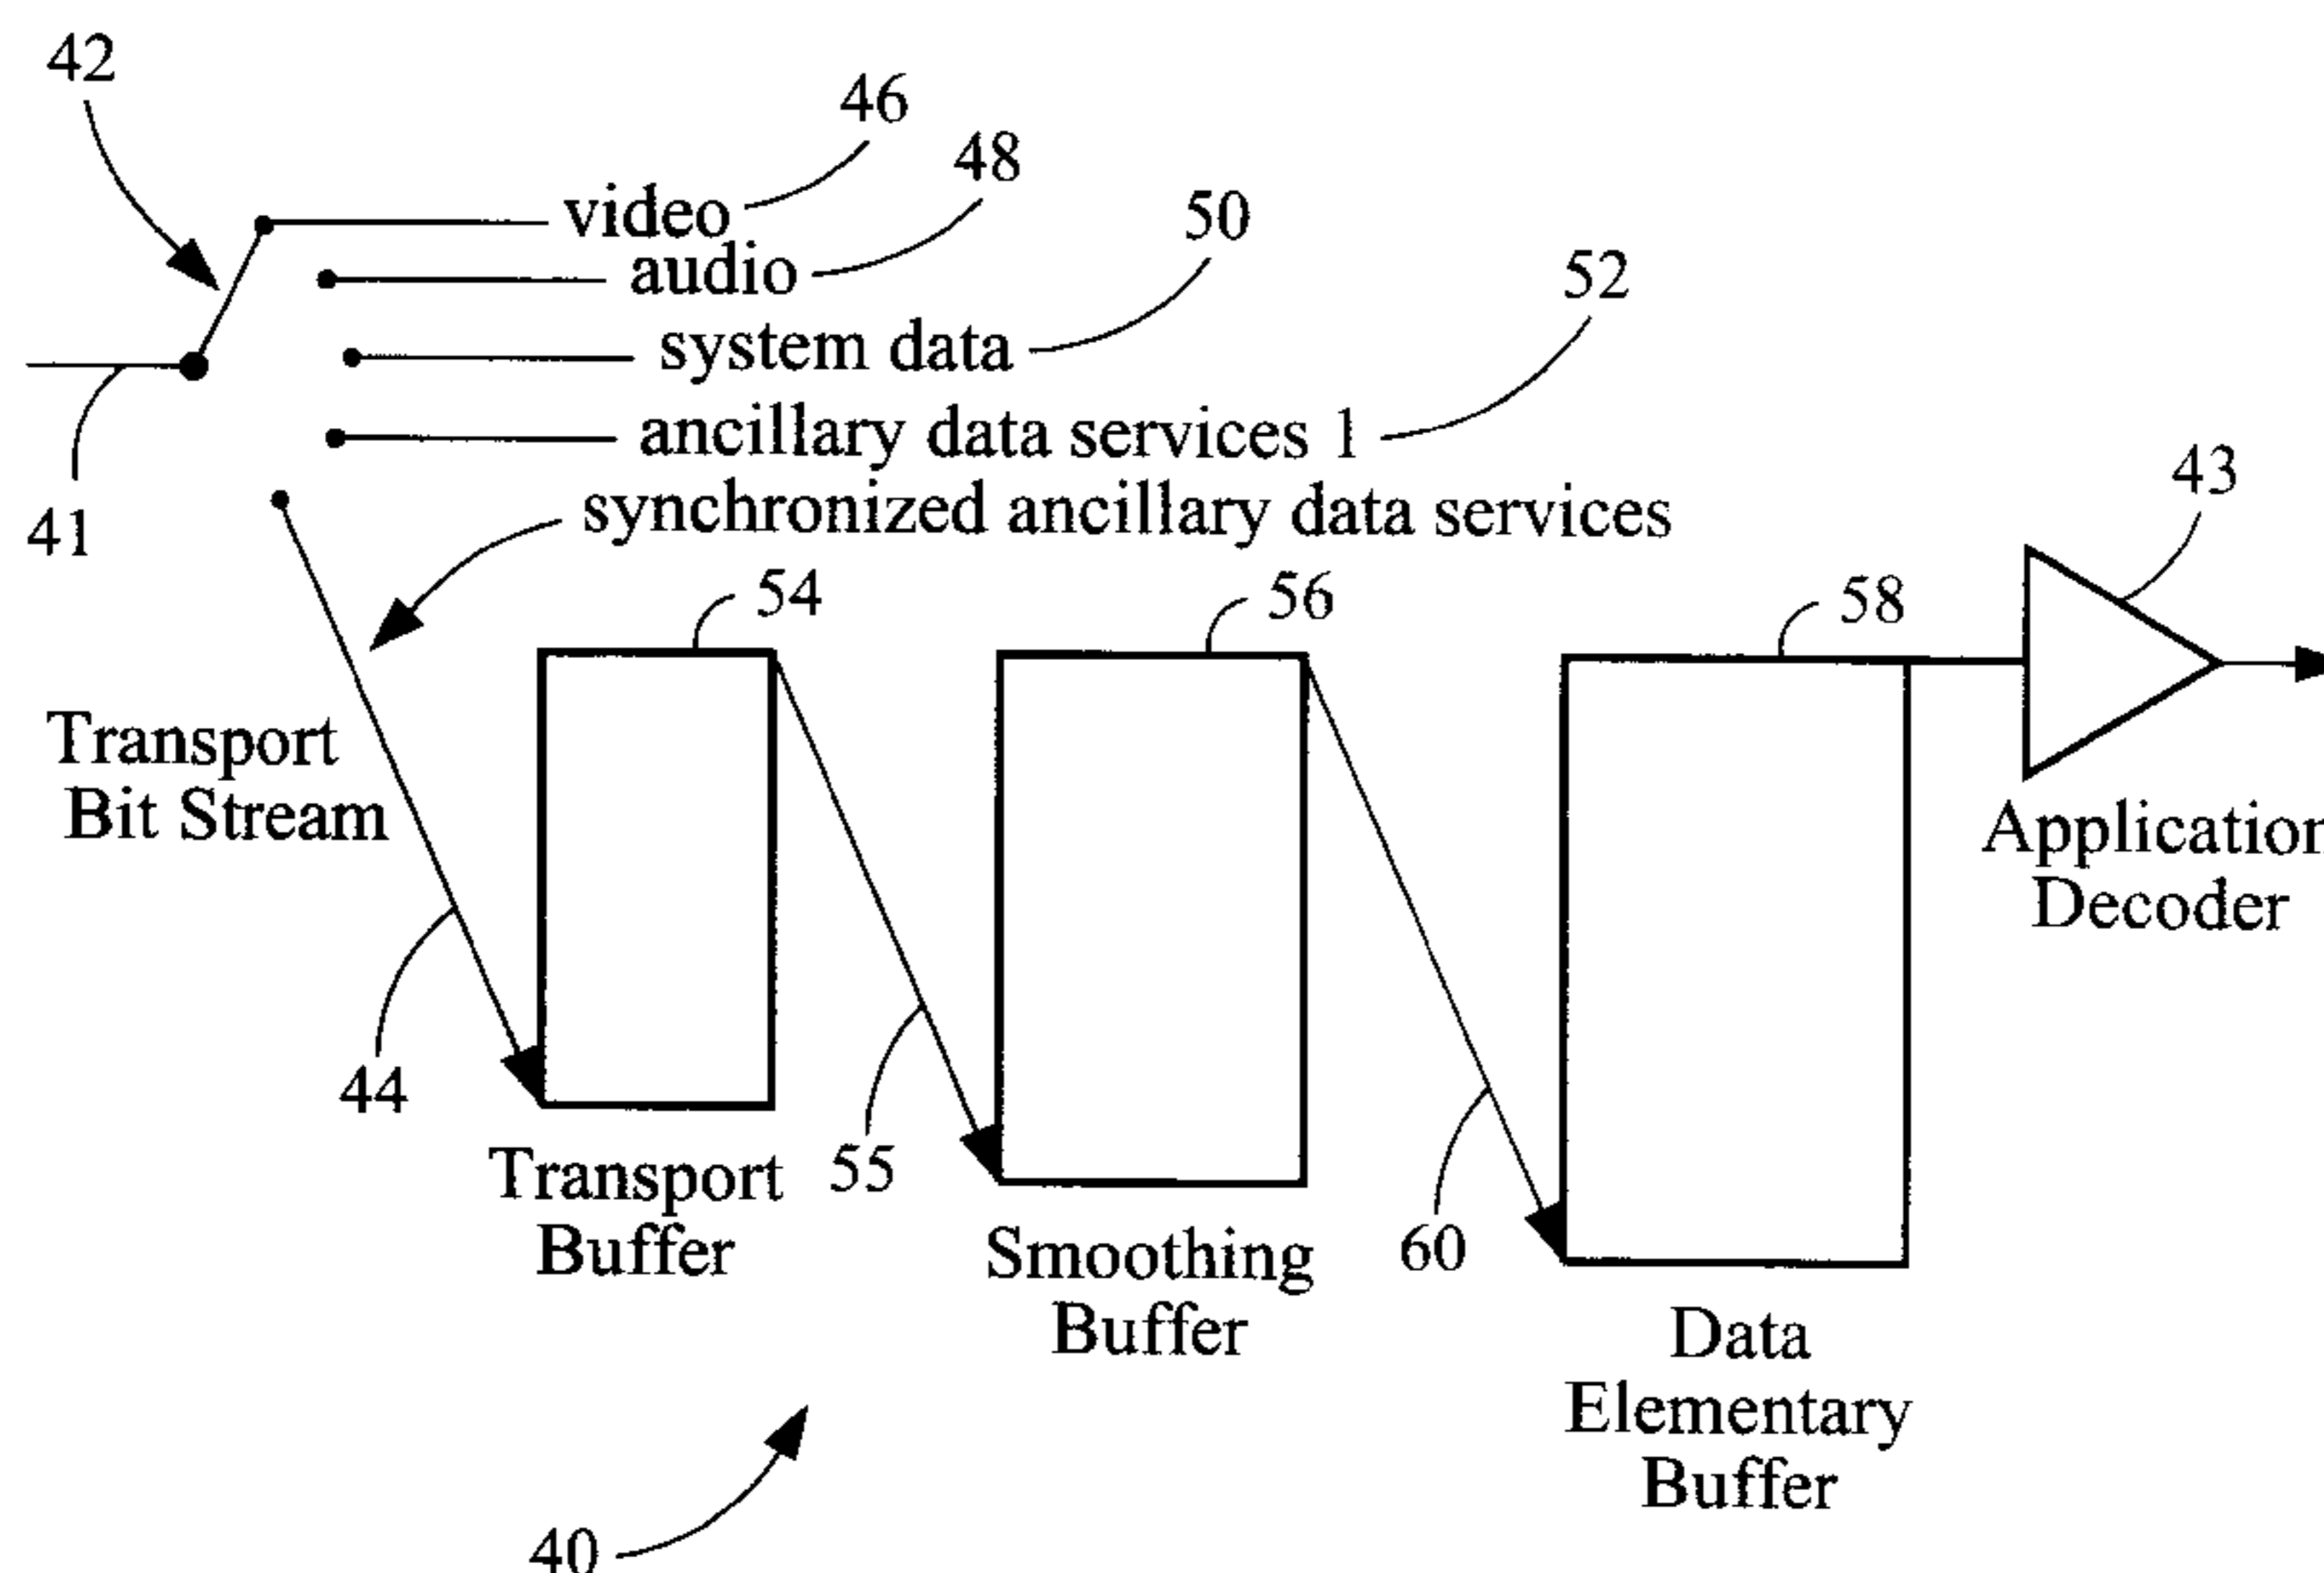 42
46
48
video
50
audio
52
system data
ancillary data services 1
43
41
synchronized ancillary data services
54
56
58
Transport
Bit Stream
Application
Decoder
44
Transport
Buffer
55
Smoothing
Buffer
60
Data
Elementary
Buffer
40